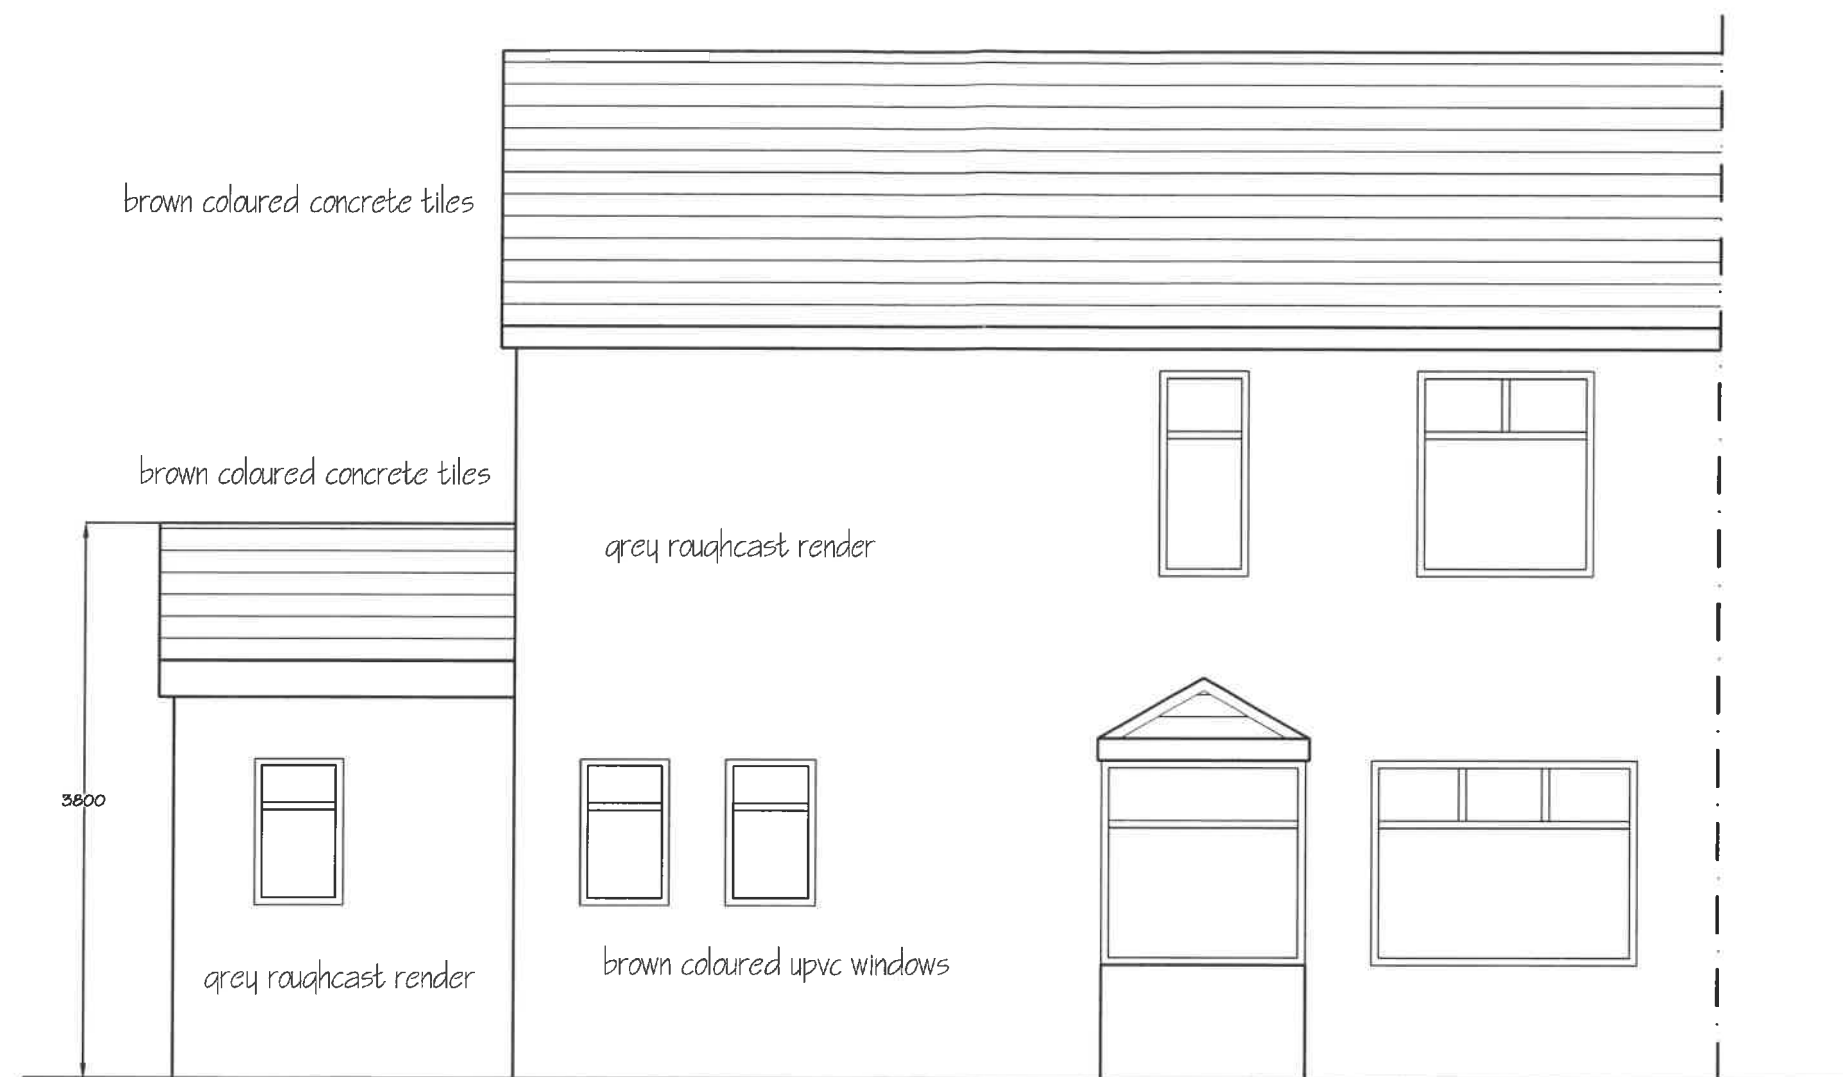 brown coloured concrete tiles
brown coloured concrete tiles
grey roughcast render
3800
brown coloured upvc windows
grey roughcast render